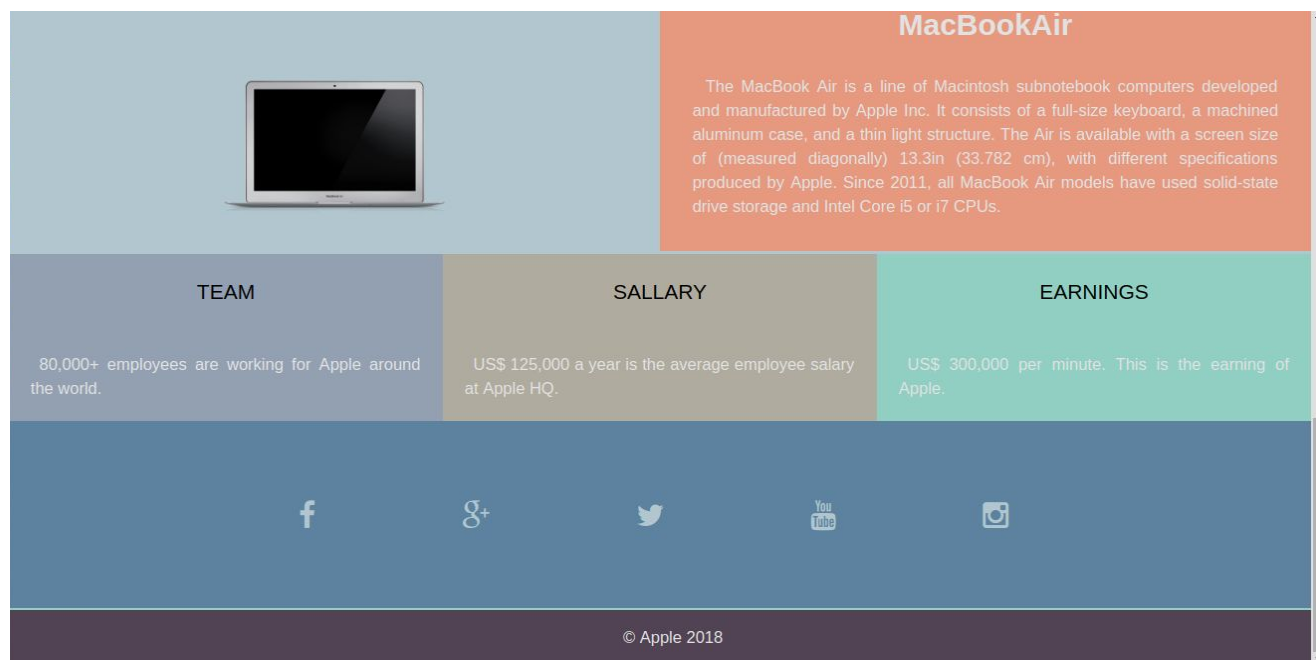 MacBookAir
The MacBook Air is a line of Macintosh subnotebook computers developed
and manufactured by Apple Inc. It consists of a full-size keyboard, a machined
aluminum case, and a thin light structure. The Air is available with a screen size
of (measured diagonally) 13.3in (33.782 cm), with different specifications
produced by Apple. Since 2011, all MacBook Air models have used solid-state
drive storage and Intel Core i5 or i7 CPUs.
TEAM
80,000+ employees are working for Apple around
the world.
SALLARY
US$ 125,000 a year is the average employee salary
at Apple HQ.
EARNINGS
US$ 300,000 per minute. This is the earning of
Apple.
f
g+
You
Tube
© Apple 2018